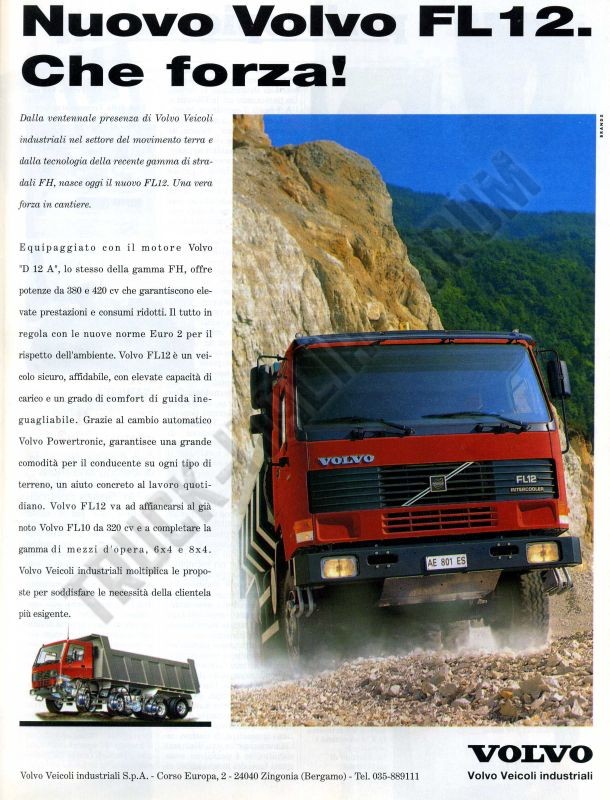 Nuovo Volvo FL12.
Che forza!
Dalla ventennale presenza di Volvo Veicoli
industriali nel settore del movimento terra e
dalla tecnologia della recente gamma di stra-
dali FH, nasce oggi il nuovo FL12. Una vera
forza in cantiere.
Equipaggiato con il motore Volvo
"D 12 A", lo stesso della gamma FH, offre
potenze da 380 e 420 cv che garantiscono ele-
vate prestazioni e consumi ridotti. Il tutto in
regola con le nuove norme Euro 2 per il
rispetto dell'ambiente. Volvo FL12 è un vei-
colo sicuro, affidabile, con elevate capacità di
carico e un grado di comfort di guida ine-
guagliabile. Grazie al cambio automatico
Volvo Powertronic, garantisce una grande
comodità per il conducente su ogni tipo di
terreno, un aiuto concreto al lavoro quoti-
diano. Volvo FL12 va ad affiancarsi al già
noto Volvo FL10 da 320 cv e a completare la
gamma di mezzi d'opera, 6x4 e 8x4.
Volvo Veicoli industriali moltiplica le propo-
ste per soddisfare le necessità della clientela
più esigente.
VOLVO
FL12
INTERCOOLER
AE 801 ES
VOLVO
Volvo Veicoli industriali
Volvo Veicoli industriali S.p.A. - Corso Europa, 2 - 24040 Zingonia (Bergamo) - Tel. 035-889111